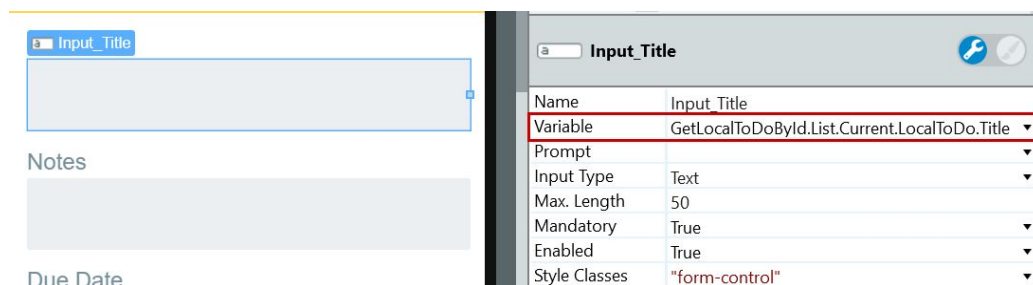 a Input_Title
Notes
Due Date
a Input_Title
Name Input_Title
Variable GetLocalToDoById.List.Current.LocalToDo.Title
Prompt
Input Type Text
Max. Length 50
Mandatory True
Enabled True
Style Classes "form-control"